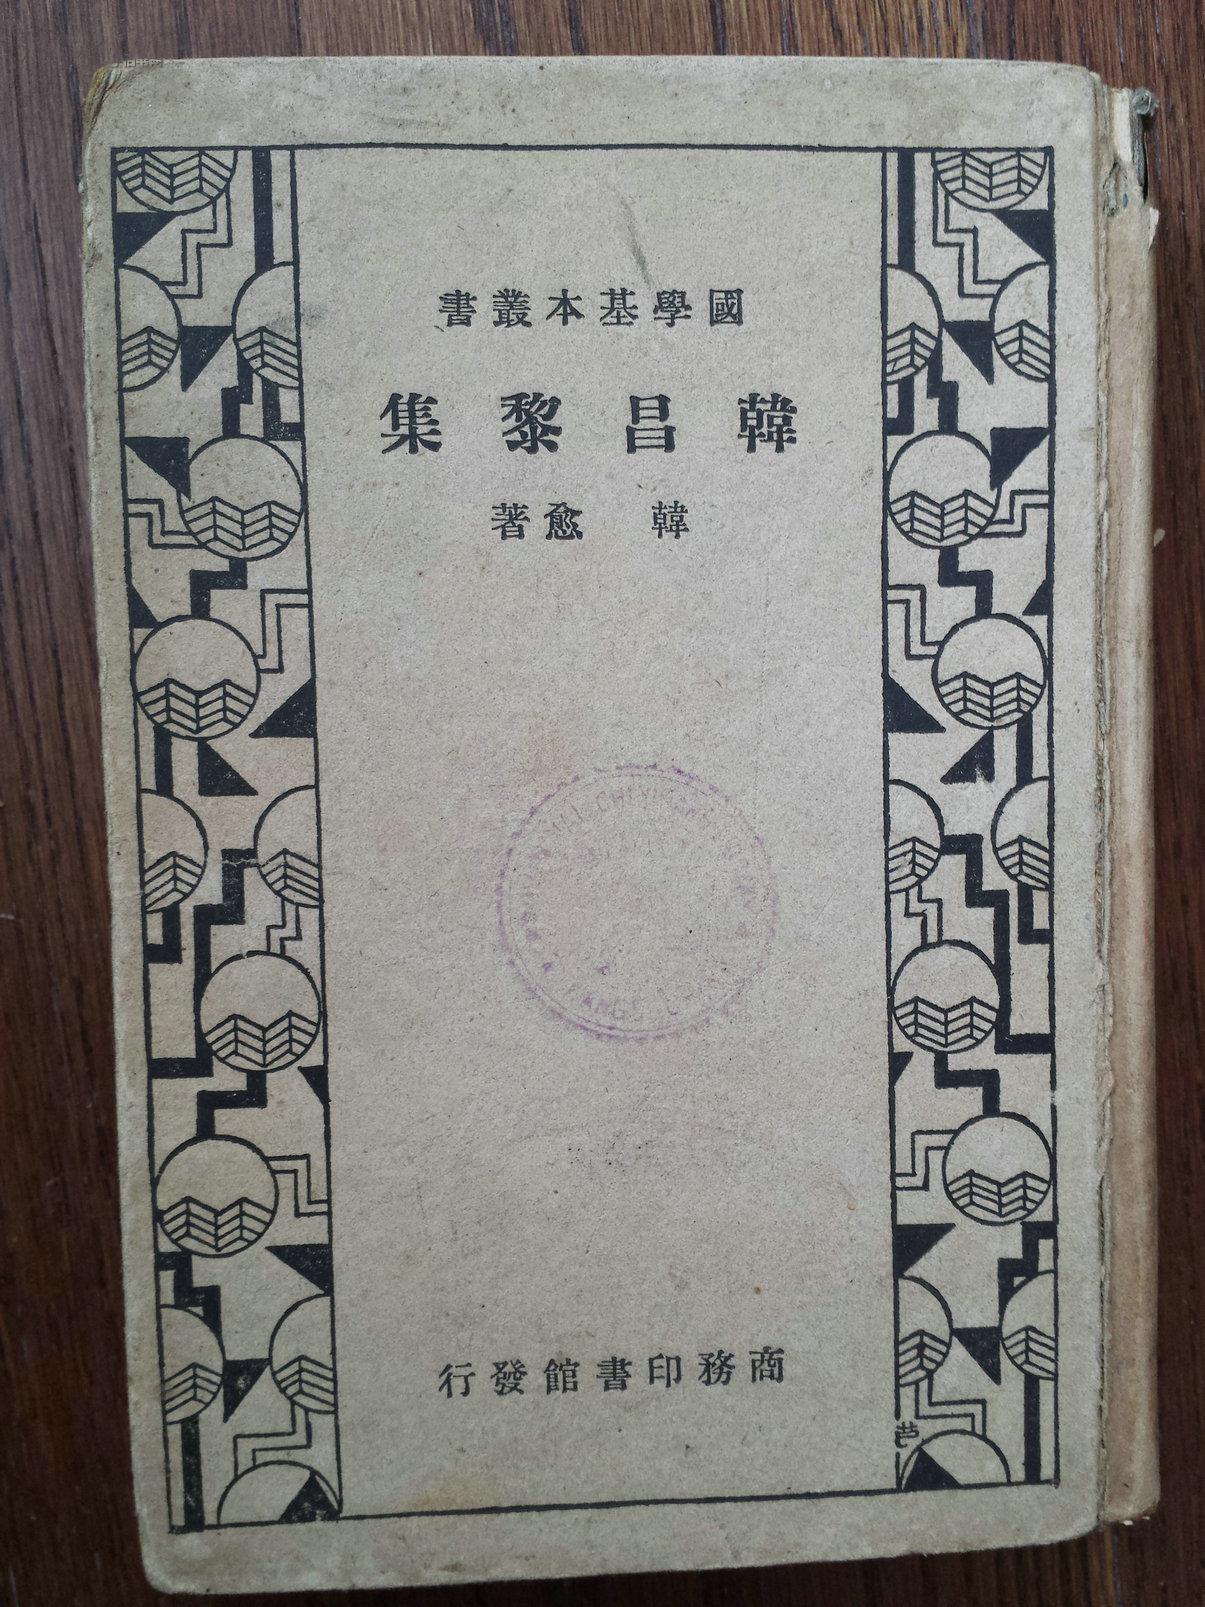 國學基本叢書
韓昌黎集
韓愈著
商務印書館發行